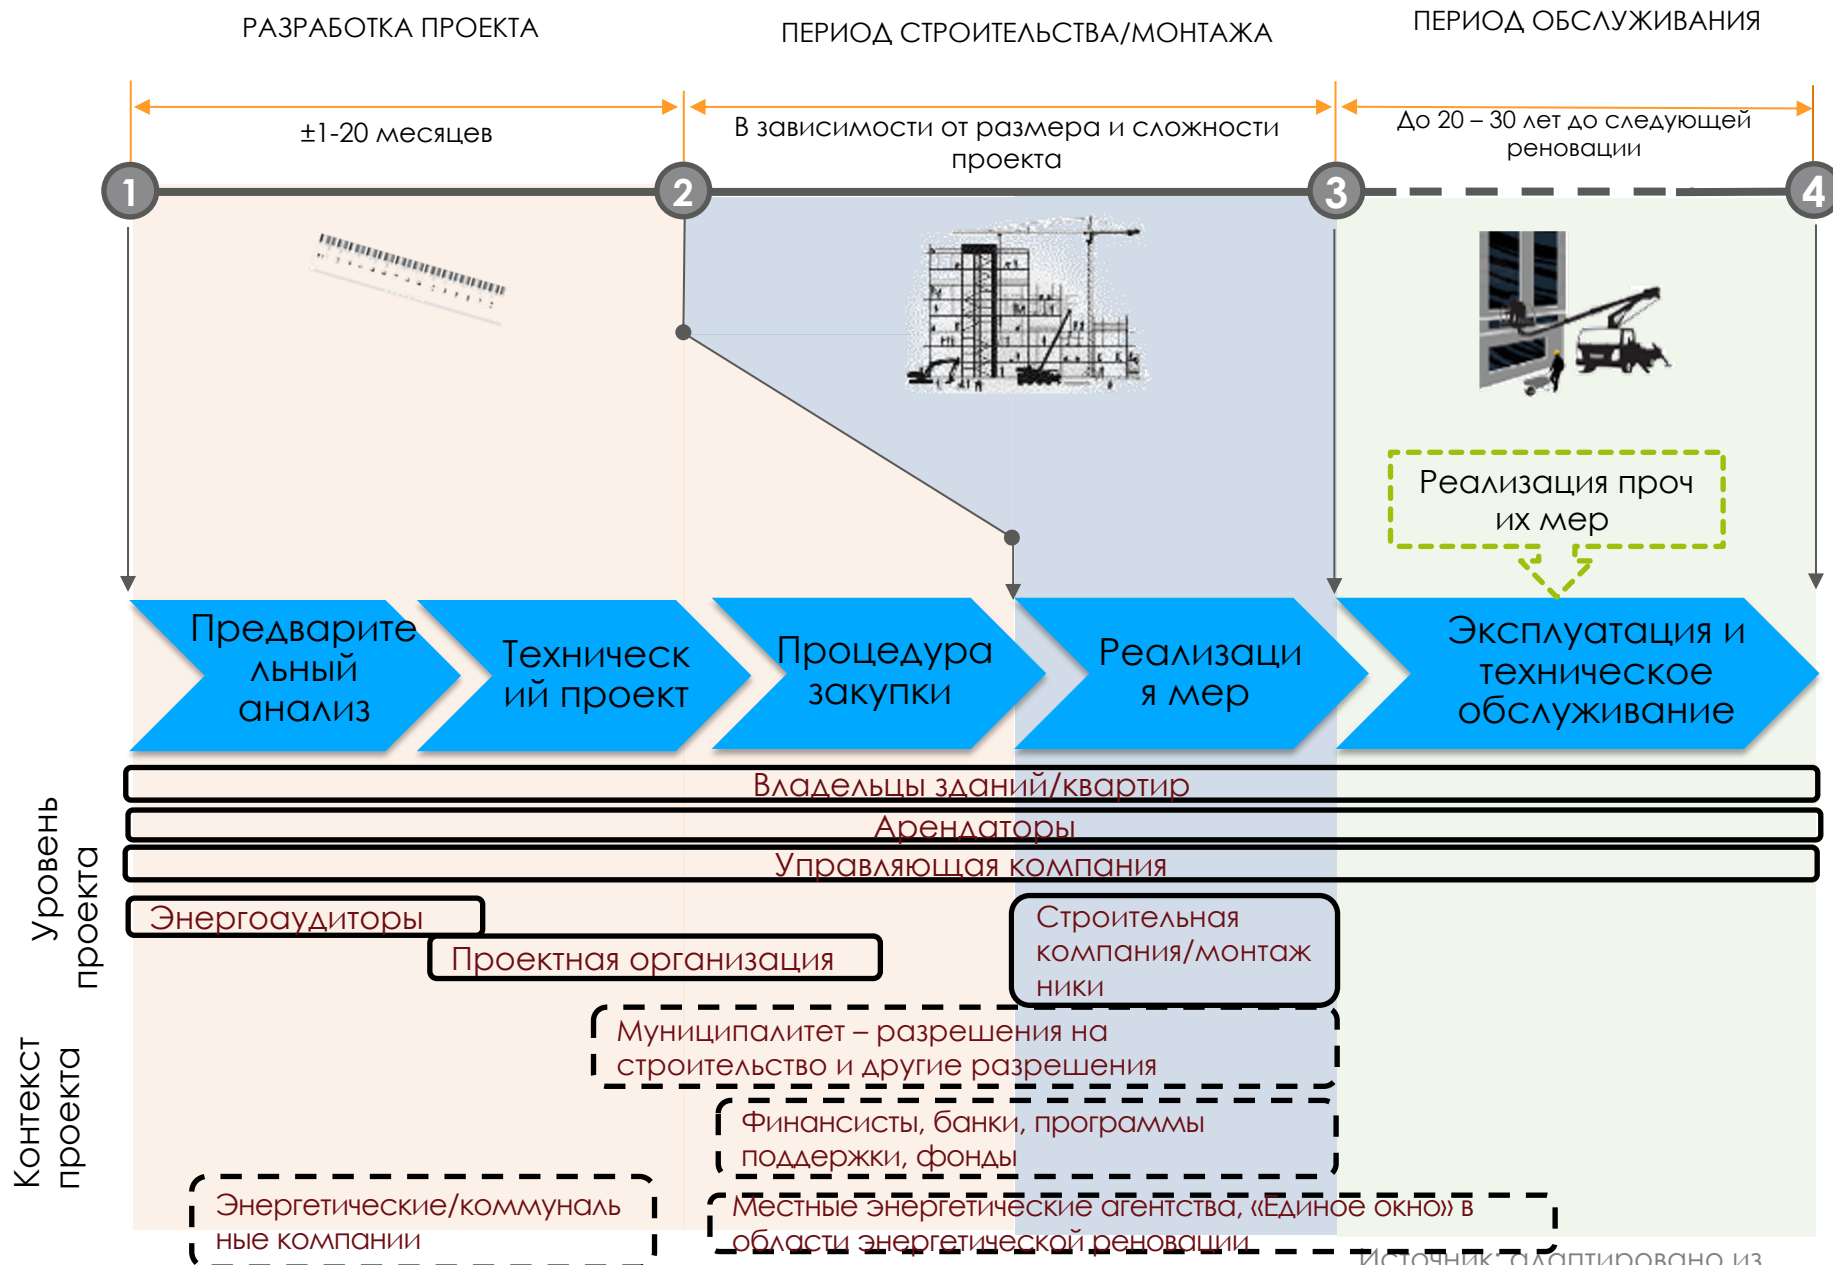 РАЗРАБОТКА ПРОЕКТА
ПЕРИОД СТРОИТЕЛЬСТВА/МОНТАЖА
ПЕРИОД ОБСЛУЖИВАНИЯ
±1-20 месяцев
В зависимости от размера и сложности
проекта
До 20 – 30 лет до следующей
реновации
1
2
3
4
Реализация проч
их мер
Предварите
льный
анализ
Техническ
ий проект
Процедура
закупки
Реализаци
я мер
Эксплуатация и
техническое
обслуживание
Уровень
проекта
Владельцы зданий/квартир
Арендаторы
Управляющая компания
Энергоаудиторы
Проектная организация
Строительная
компания/монтаж
ники
Контекст
проекта
Муниципалитет – разрешения на
строительство и другие разрешения
Финансисты, банки, программы
поддержки, фонды
Энергетические/коммуналь
ные компании
Местные энергетические агентства, «Единое окно» в
области энергетической реновации
Источник: адаптировано из